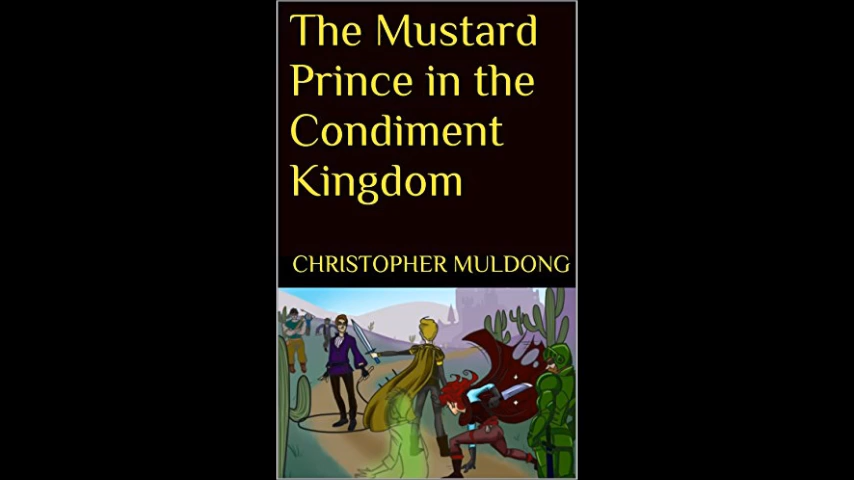 The Mustard
Prince in the
Condiment
Kingdom
CHRISTOPHER MULDONG